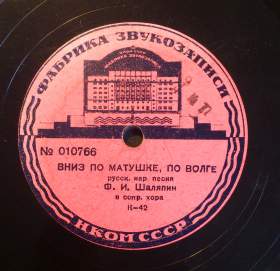 ФАБРИКА ЗВУКОЗАПИСИ
№ 010766
ВНИЗ ПО МАТУШКЕ, ПО ВОЛГЕ
русск. нар. песня
Ф. И. Шаляпин
в сопр. хора
К-42
НКОМ СССР